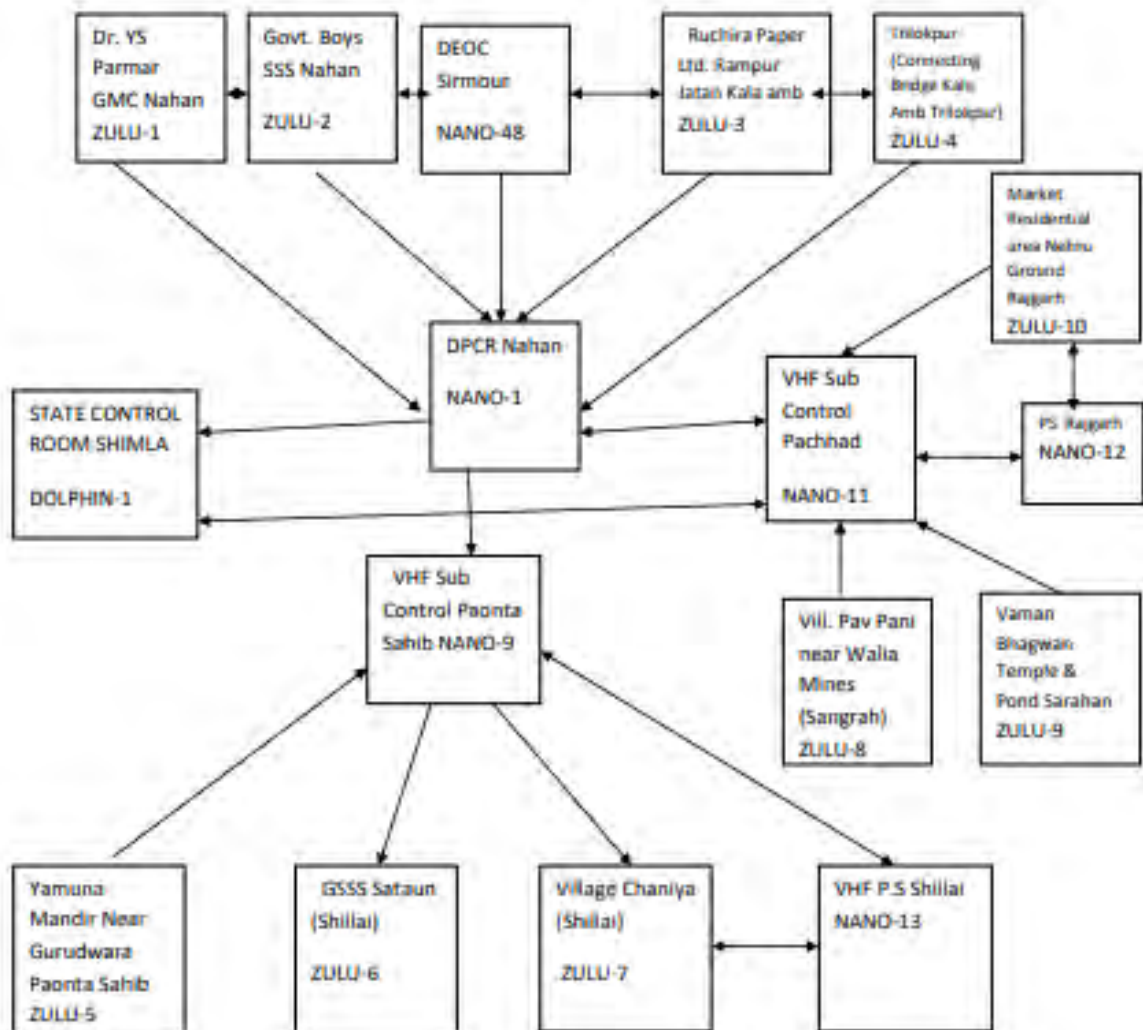 Dr. YS
Parmar
GMC Nahan
ZULU-1
Govt. Boys
SSS Nahan
ZULU-2
DEOC
Sirmour
NANO-48
Ruchira Paper
Ltd. Rampur
Jatan Kala amb
ZULU-3
Trilokpur
(Connecting
Bridge Kala
Amb Trilokpur)
ZULU-4
Market
Residential
area Nehru
Ground
Rajgarh
ZULU-10
DPCR Nahan
NANO-1
VHF Sub
Control
Pachhad
NANO-11
PS Rajgarh
NANO-12
STATE CONTROL
ROOM SHIMLA
DOLPHIN-1
VHF Sub
Control Paonta
Sahib NANO-9
Vill. Pav Pani
near Walia
Mines
(Sangrah)
ZULU-8
Vaman
Bhagwan
Temple &
Pond Sarahan
ZULU-9
Yamuna
Mandir Near
Gurudwara
Paonta Sahib
ZULU-5
GSSS Sataun
(Shillai)
ZULU-6
Village Chaniya
(Shillai)
ZULU-7
VHF P.S Shillai
NANO-13